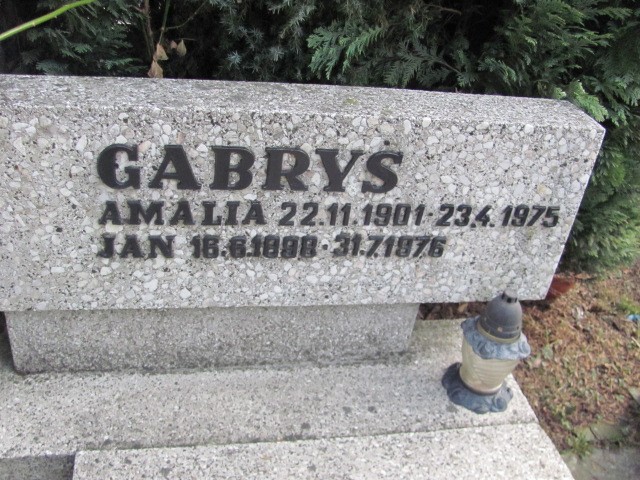 GABRYS
AMALIA 22.11.1901 · 23.4.1975
JAN 16.6.1898 · 31.7.1976